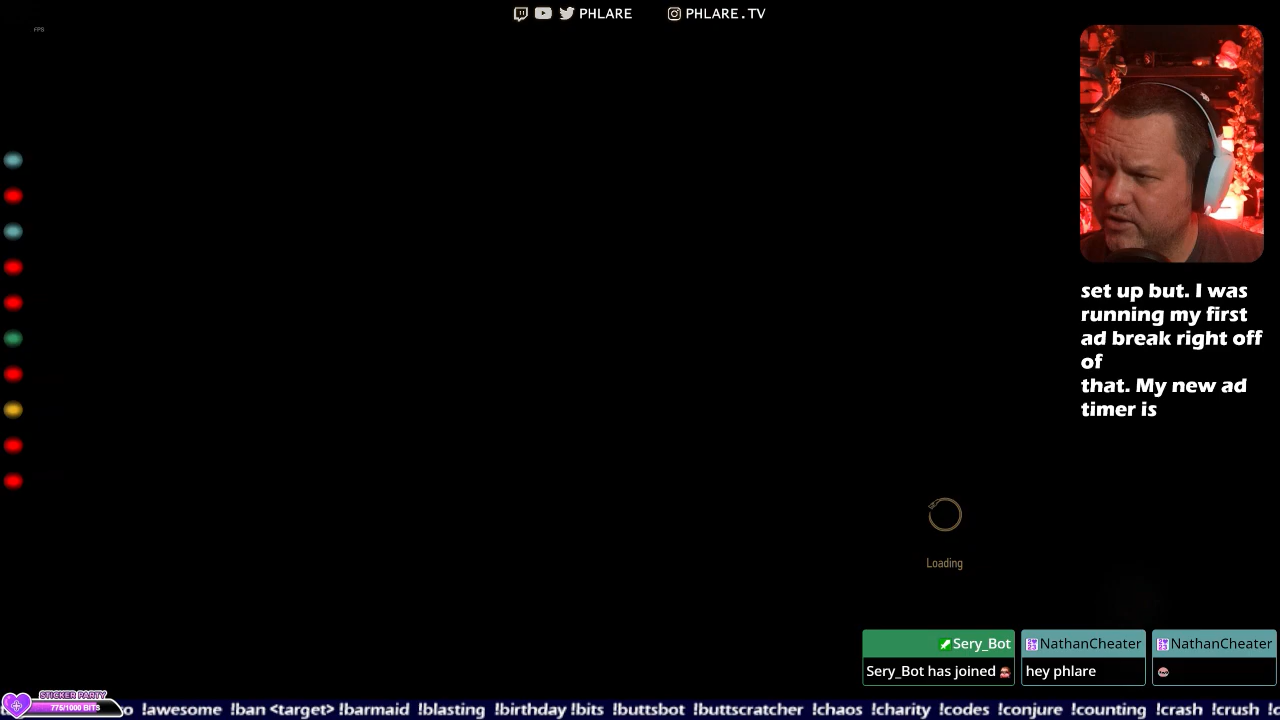 PHLARE PHLARE.TV
FPS
set up but. I was
running my first
ad break right off
of
that. My new ad
timer is
Loading
Sery_Bot
Sery_Bot has joined
NathanCheater
hey phlare
NathanCheater
STICKER PARTY
775/1000 BITS
o !awesome !ban <target> !barmaid !blasting !birthday !bits !buttsbot !buttscratcher !chaos !charity !codes !conjure !counting !crash !crush !c